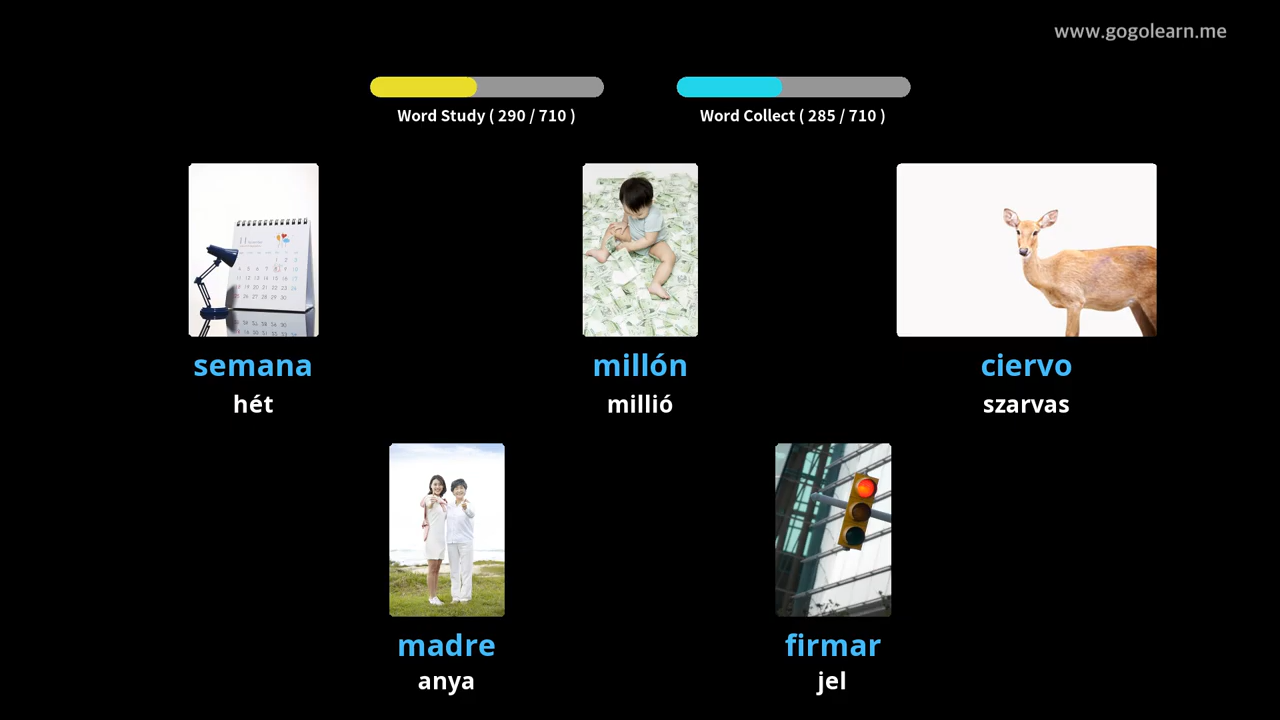 www.gogolearn.me
Word Study ( 290 / 710 )
Word Collect ( 285 / 710 )
semana
hét
millón
millió
ciervo
szarvas
madre
anya
firmar
jel